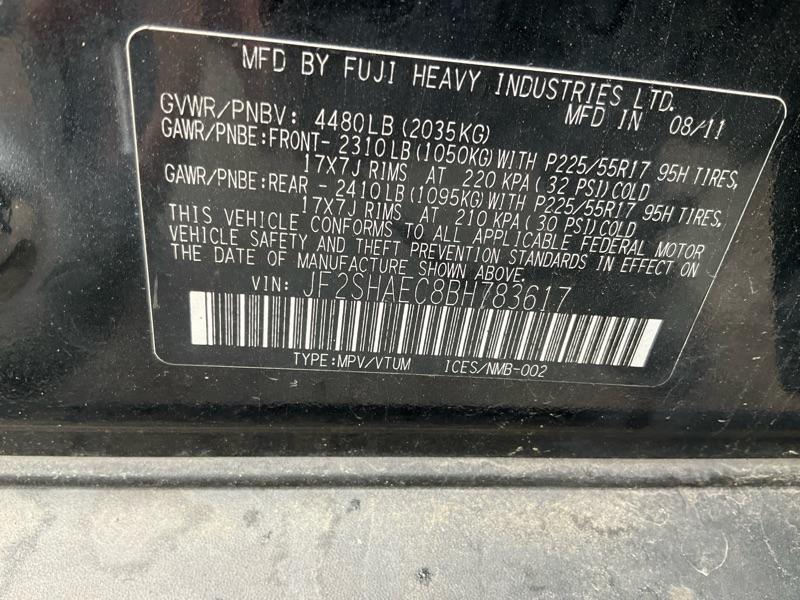 MFD BY FUJI HEAVY INDUSTRIES LTD.
MFD IN 08/11
GVWR/PNBV: 4480LB(2035KG)
GAWR/PNBE:FRONT- 2310LB(1050KG)WITH P225/55R17 95H TIRES,
17X7J RIMS AT 220 KPA(32 PSI)COLD
GAWR/PNBE:REAR - 2410LB(1095KG)WITH P225/55R17 95H TIRES,
17X7J RIMS AT 210 KPA(30 PSI)COLD
THIS VEHICLE CONFORMS TO ALL APPLICABLE FEDERAL MOTOR
VEHICLE SAFETY AND THEFT PREVENTION STANDARDS IN EFFECT ON
THE DATE OF MANUFACTURE SHOWN ABOVE.
VIN: JF2SHAEC8BH783617
TYPE:MPV/VTUM ICES/NMB-002